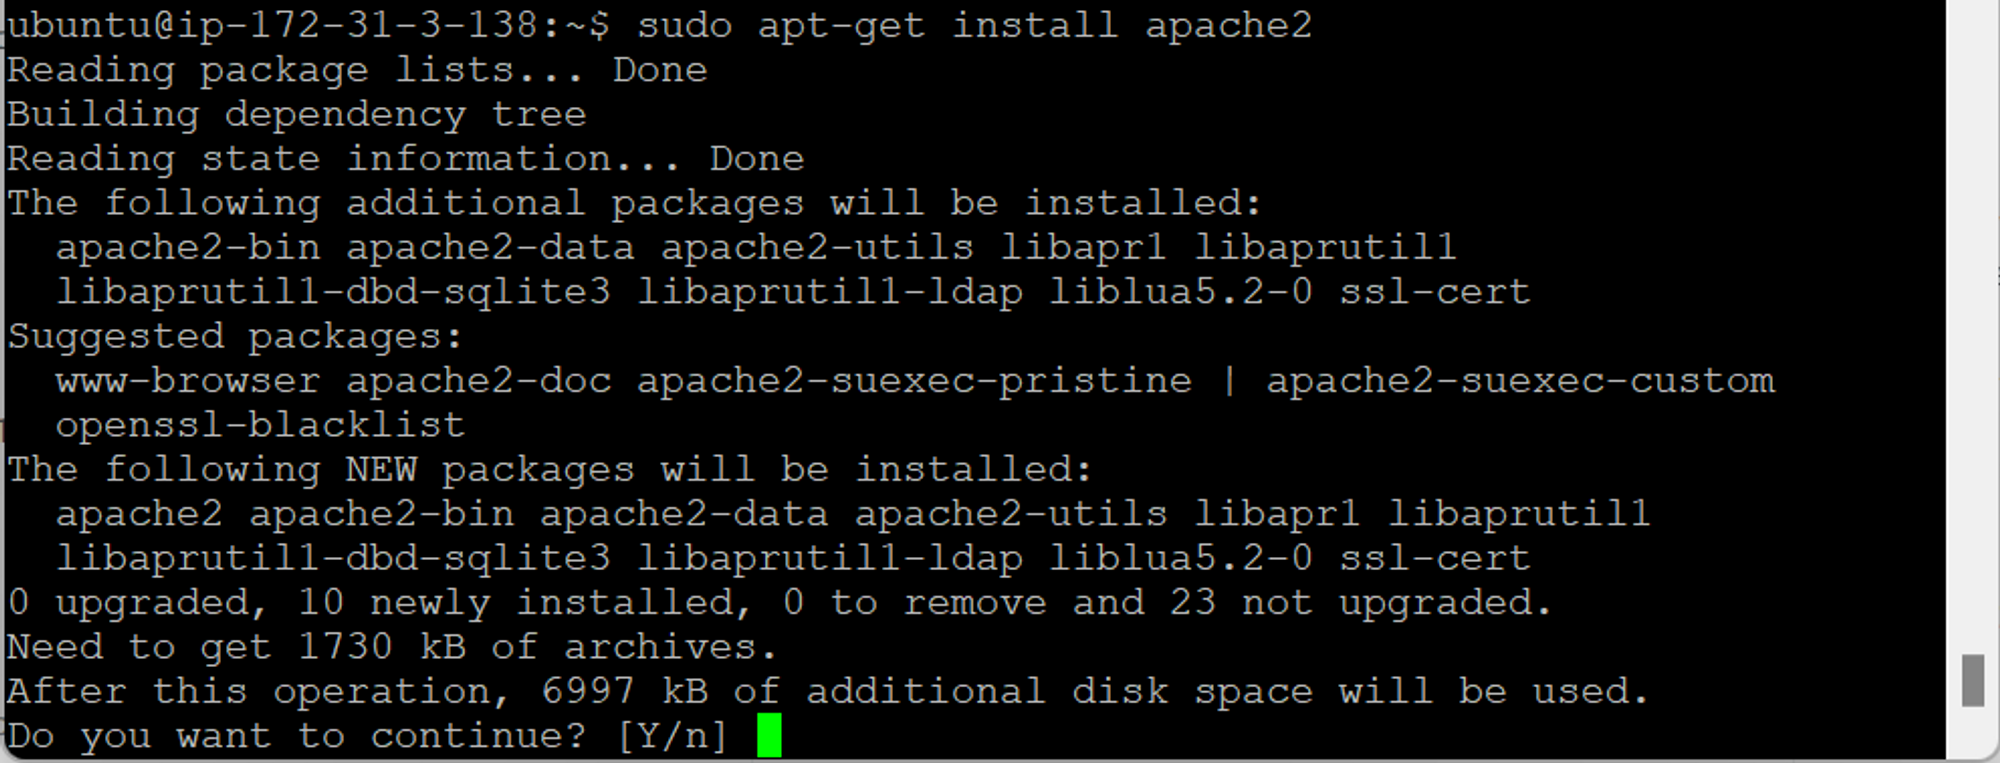 ubuntu@ip-172-31-3-138:~$ sudo apt-get install apache2
Reading package lists... Done
Building dependency tree
Reading state information... Done
The following additional packages will be installed:
  apache2-bin apache2-data apache2-utils libapr1 libaprutil1
  libaprutil1-dbd-sqlite3 libaprutil1-ldap liblua5.2-0 ssl-cert
Suggested packages:
  www-browser apache2-doc apache2-suexec-pristine | apache2-suexec-custom
  openssl-blacklist
The following NEW packages will be installed:
  apache2 apache2-bin apache2-data apache2-utils libapr1 libaprutil1
  libaprutil1-dbd-sqlite3 libaprutil1-ldap liblua5.2-0 ssl-cert
0 upgraded, 10 newly installed, 0 to remove and 23 not upgraded.
Need to get 1730 kB of archives.
After this operation, 6997 kB of additional disk space will be used.
Do you want to continue? [Y/n]